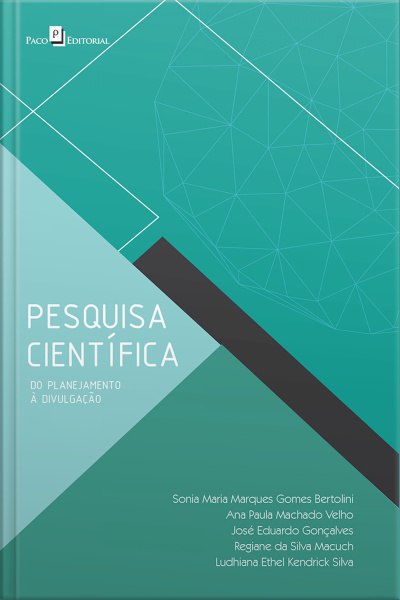 PACO P EDITORIAL
PESQUISA
CIENTÍFICA
DO PLANEJAMENTO
À DIVULGAÇÃO
Sonia Maria Marques Gomes Bertolini
Ana Paula Machado Velho
José Eduardo Gonçalves
Regiane da Silva Macuch
Ludhiana Ethel Kendrick Silva